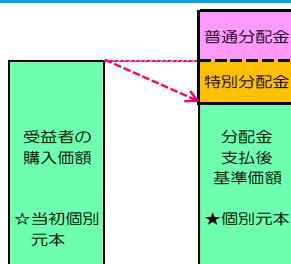 普通分配金
特別分配金
受益者の
購入価額
☆当初個別
元本
分配金
支払後
基準価額
★個別元本